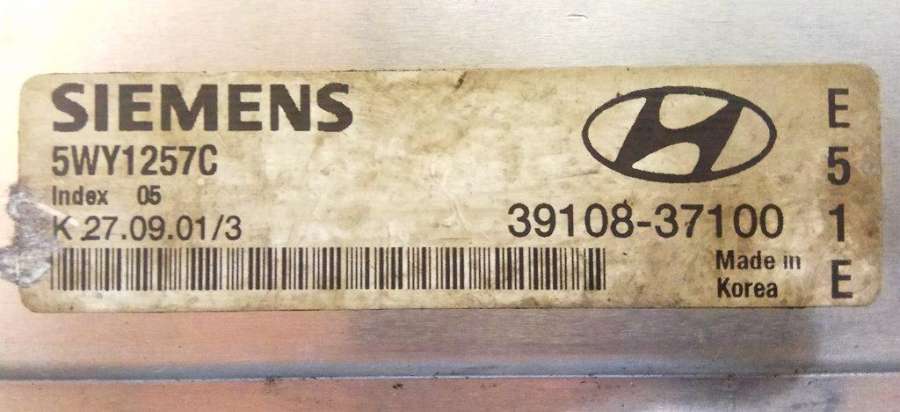 SIEMENS
5WY1257C
Index 05
K 27.09.01/3
39108-37100
Made in
Korea
E
5
1
E